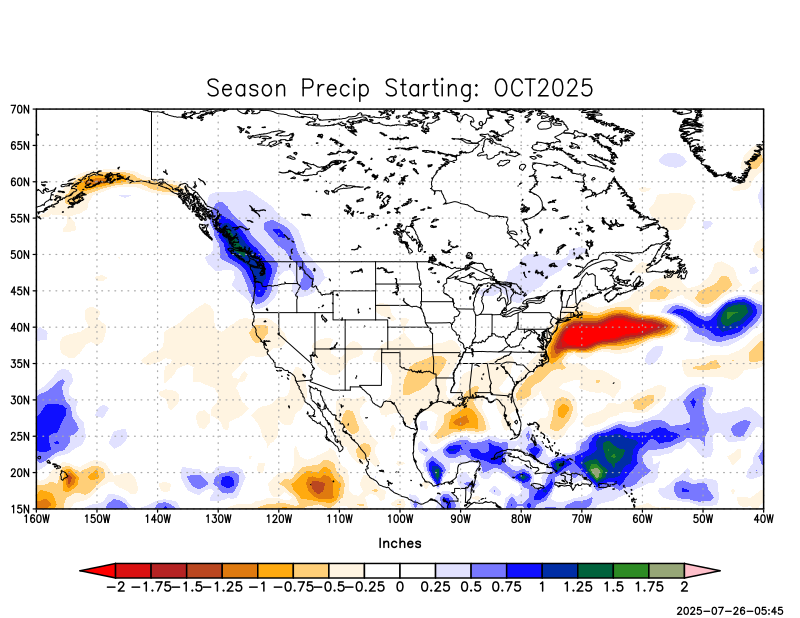 Season Precip Starting: OCT2025
70N
65N
60N
55N
50N
45N
40N
35N
30N
25N
20N
15N
160W 150W 140W 130W 120W 110W 100W 90W 80W 70W 60W 50W 40W
Inches
−2 −1.75 −1.5 −1.25 −1 −0.75 −0.5 −0.25 0 0.25 0.5 0.75 1 1.25 1.5 1.75 2
2025−07−26−05:45